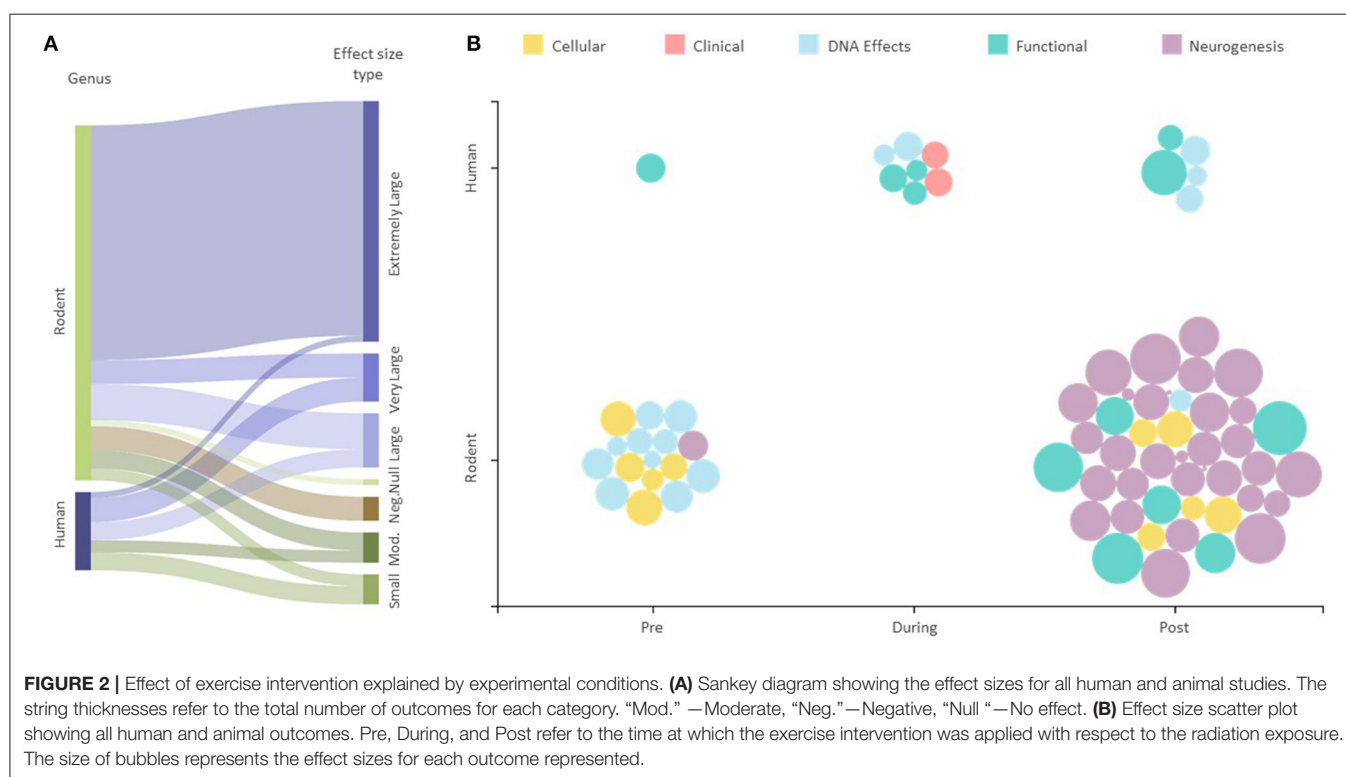 A
Genus
Effect size
type
Rodent
Human
Extremely Large
Very Large
Large
Null
Neg.
Mod.
Small
B
Cellular
Clinical
DNA Effects
Functional
Neurogenesis
Human
Rodent
Pre
During
Post
FIGURE 2 | Effect of exercise intervention explained by experimental conditions. (A) Sankey diagram showing the effect sizes for all human and animal studies. The
string thicknesses refer to the total number of outcomes for each category. “Mod.” —Moderate, “Neg.”—Negative, “Null “—No effect. (B) Effect size scatter plot
showing all human and animal outcomes. Pre, During, and Post refer to the time at which the exercise intervention was applied with respect to the radiation exposure.
The size of bubbles represents the effect sizes for each outcome represented.